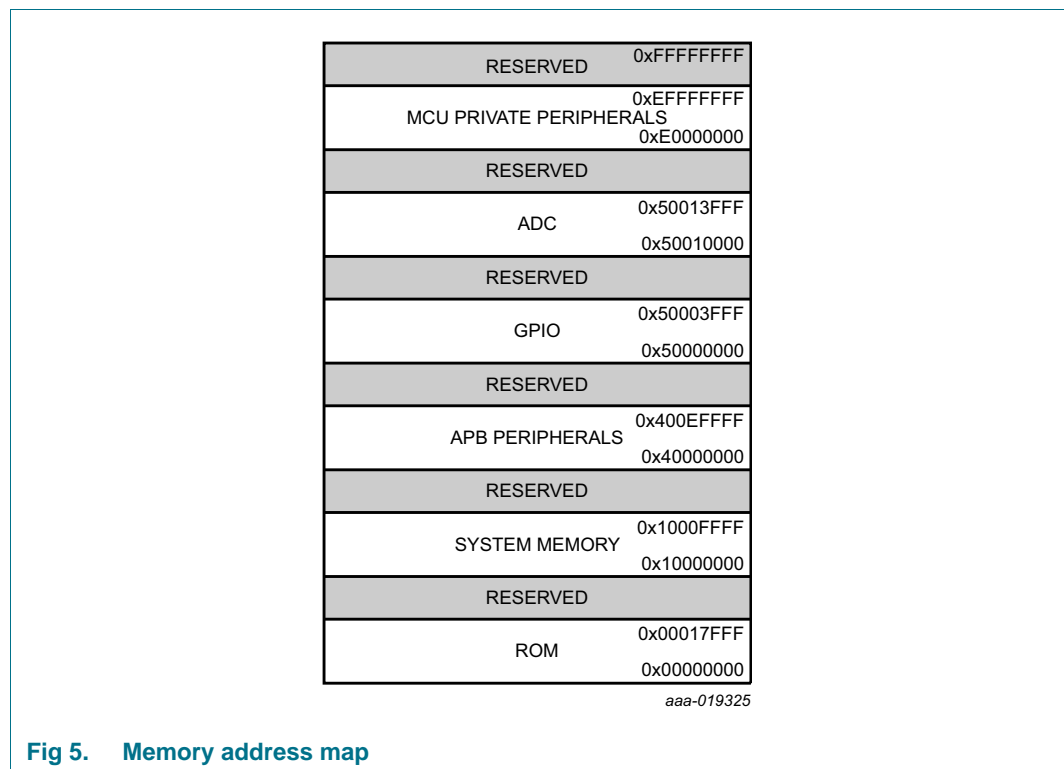 RESERVED 0xFFFFFFFF
0xEFFFFFFF
MCU PRIVATE PERIPHERALS
0xE0000000
RESERVED
0x50013FFF
ADC
0x50010000
RESERVED
0x50003FFF
GPIO
0x50000000
RESERVED
0x400EFFFF
APB PERIPHERALS
0x40000000
RESERVED
0x1000FFFF
SYSTEM MEMORY
0x10000000
RESERVED
0x00017FFF
ROM
0x00000000
aaa-019325
Fig 5. Memory address map